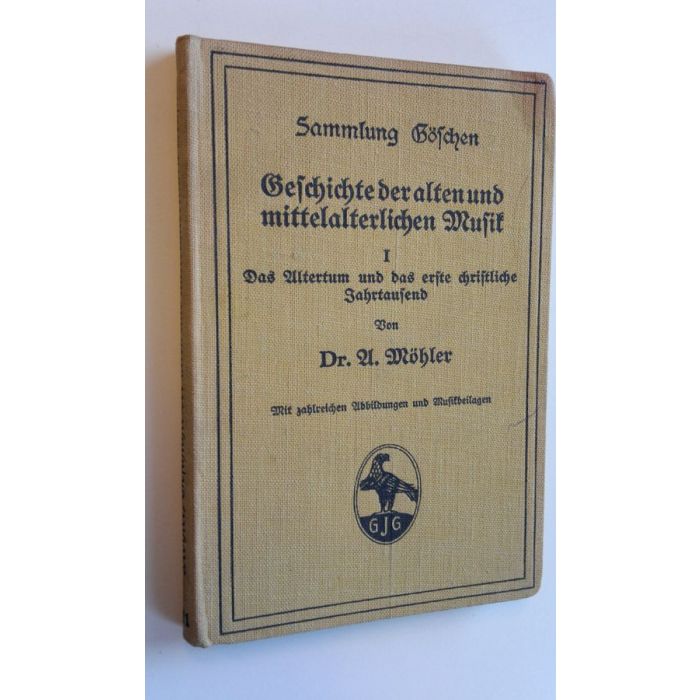 Sammlung Göschen
Geschichte der alten und
mittelalterlichen Musik
I
Das Altertum und das erste christliche
Jahrtausend
Von
Dr. A. Möhler
Mit zahlreichen Abbildungen und Musikbeilagen
GJG